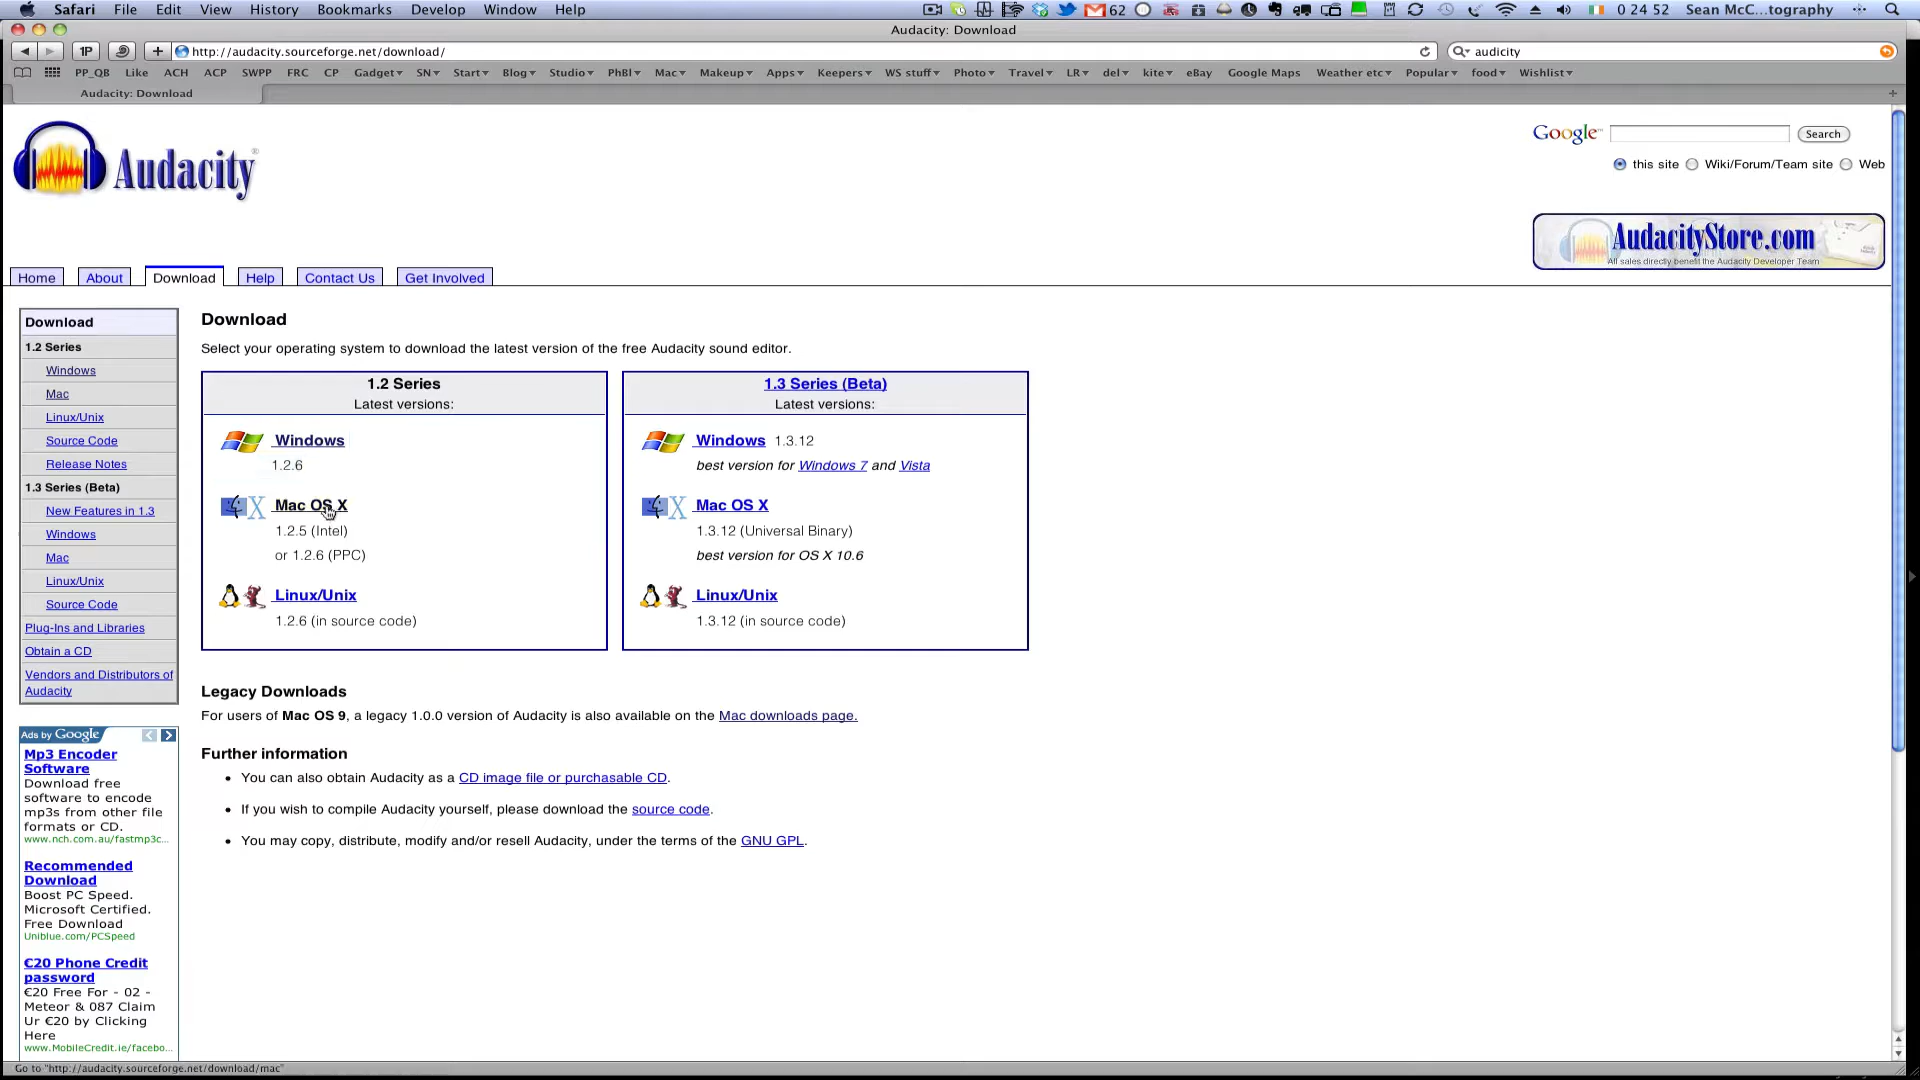 Safari File Edit View History Bookmarks Develop Window Help 62 0 24 52 Sean McC...tography
Audacity: Download
1P + http://audacity.sourceforge.net/download/ audicity
PP_QB Like ACH ACP SWPP FRC CP Gadget SN Start Blog Studio PhBl Mac Makeup Apps Keepers WS stuff Photo Travel LR del kite eBay Google Maps Weather etc Popular food Wishlist
Audacity: Download
Audacity®
Google™ Search
this site Wiki/Forum/Team site Web
AudacityStore.com
All sales directly benefit the Audacity Developer Team
Home About Download Help Contact Us Get Involved
Download
1.2 Series
Windows
Mac
Linux/Unix
Source Code
Release Notes
1.3 Series (Beta)
New Features in 1.3
Windows
Mac
Linux/Unix
Source Code
Plug-Ins and Libraries
Obtain a CD
Vendors and Distributors of
Audacity
Ads by Google
Mp3 Encoder
Software
Download free
software to encode
mp3s from other file
formats or CD.
www.nch.com.au/fastmp3c...
Recommended
Download
Boost PC Speed.
Microsoft Certified.
Free Download
Uniblue.com/PCSpeed
€20 Phone Credit
password
€20 Free For - 02 -
Meteor & 087 Claim
Ur €20 by Clicking
Here
www.MobileCredit.ie/facebo...
Download
Select your operating system to download the latest version of the free Audacity sound editor.
1.2 Series
Latest versions:
Windows
1.2.6
Mac OS X
1.2.5 (Intel)
or 1.2.6 (PPC)
Linux/Unix
1.2.6 (in source code)
1.3 Series (Beta)
Latest versions:
Windows 1.3.12
best version for Windows 7 and Vista
Mac OS X
1.3.12 (Universal Binary)
best version for OS X 10.6
Linux/Unix
1.3.12 (in source code)
Legacy Downloads
For users of Mac OS 9, a legacy 1.0.0 version of Audacity is also available on the Mac downloads page.
Further information
• You can also obtain Audacity as a CD image file or purchasable CD.
• If you wish to compile Audacity yourself, please download the source code.
• You may copy, distribute, modify and/or resell Audacity, under the terms of the GNU GPL.
Go to "http://audacity.sourceforge.net/download/mac"